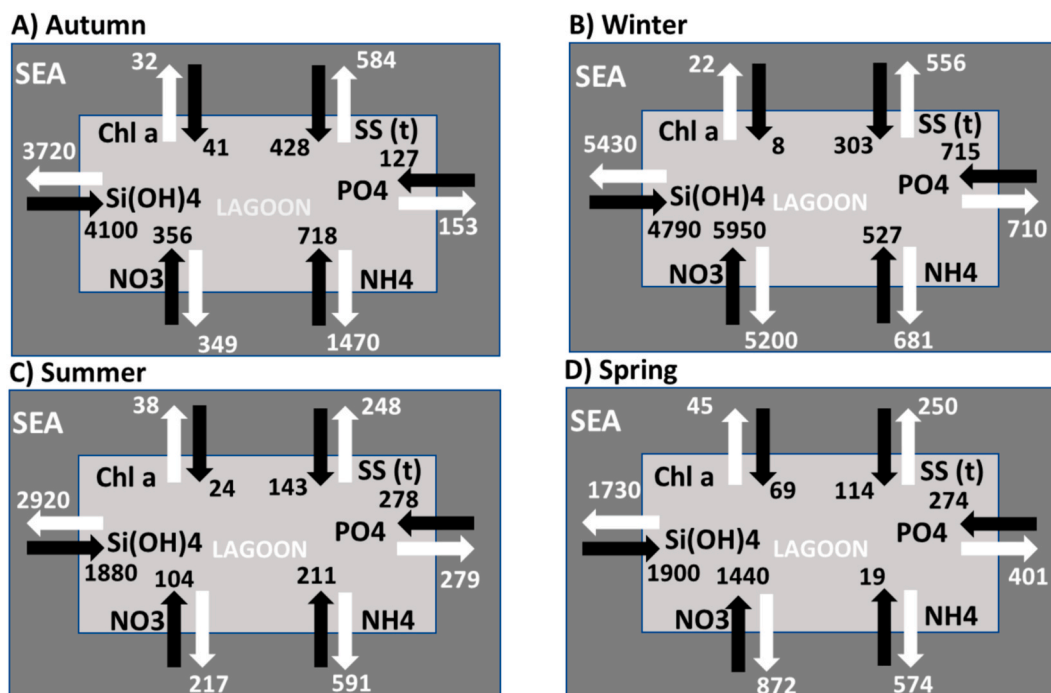 A) Autumn
SEA
32
584
Chl a
41
428
SS (t)
127
3720
Si(OH)4
PO4
LAGOON
4100
356
718
153
NO3
NH4
349
1470
B) Winter
SEA
22
556
Chl a
8
303
SS (t)
715
5430
Si(OH)4
PO4
LAGOON
4790
5950
527
710
NO3
NH4
5200
681
C) Summer
SEA
38
248
Chl a
24
143
SS (t)
278
2920
Si(OH)4
PO4
LAGOON
1880
104
211
279
NO3
NH4
217
591
D) Spring
SEA
45
250
Chl a
69
114
SS (t)
274
1730
Si(OH)4
PO4
LAGOON
1900
1440
19
401
NO3
NH4
872
574